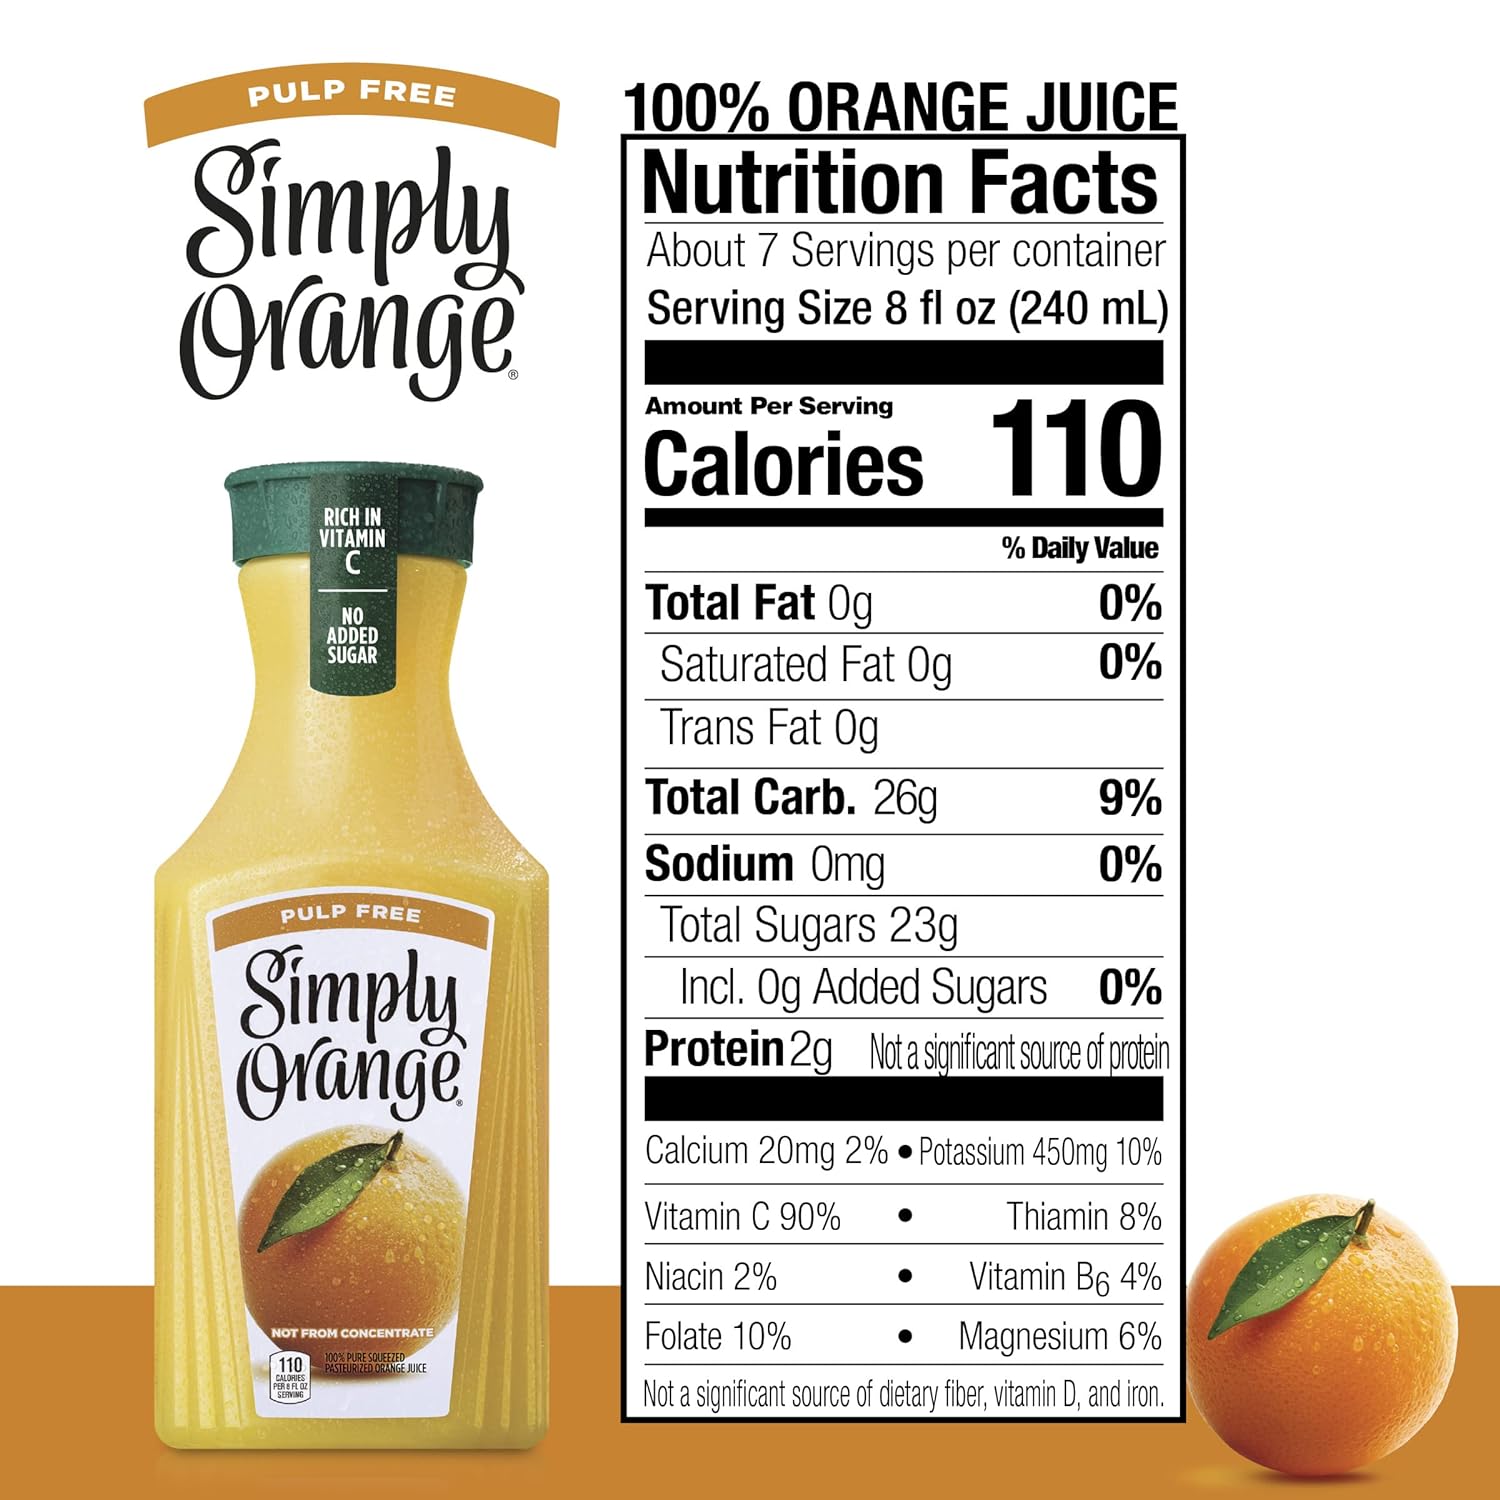 PULP FREE
Simply
Orange®
RICH IN
VITAMIN
C
NO
ADDED
SUGAR
PULP FREE
Simply
Orange®
NOT FROM CONCENTRATE
110
CALORIES
PER 8 FL OZ
SERVING
100% PURE SQUEEZED
PASTEURIZED ORANGE JUICE
100% ORANGE JUICE
Nutrition Facts
About 7 Servings per container
Serving Size 8 fl oz (240 mL)
Amount Per Serving
Calories 110
% Daily Value
Total Fat 0g 0%
Saturated Fat 0g 0%
Trans Fat 0g
Total Carb. 26g 9%
Sodium 0mg 0%
Total Sugars 23g
Incl. 0g Added Sugars 0%
Protein 2g Not a significant source of protein
Calcium 20mg 2% • Potassium 450mg 10%
Vitamin C 90% • Thiamin 8%
Niacin 2% • Vitamin B6 4%
Folate 10% • Magnesium 6%
Not a significant source of dietary fiber, vitamin D, and iron.